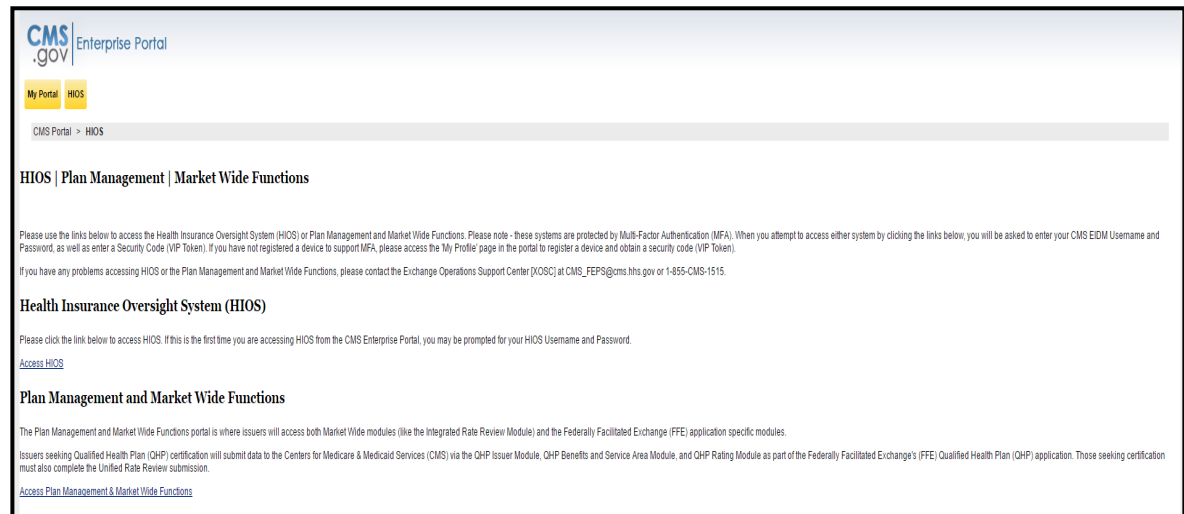 CMS
.gov
Enterprise Portal
My Portal HIOS
CMS Portal > HIOS
HIOS | Plan Management | Market Wide Functions
Please use the links below to access the Health Insurance Oversight System (HIOS) or Plan Management and Market Wide Functions. Please note - these systems are protected by Multi-Factor Authentication (MFA). When you attempt to access either system by clicking the links below, you will be asked to enter your CMS EIDM Username and
Password, as well as enter a Security Code (VIP Token). If you have not registered a device to support MFA, please access the 'My Profile' page in the portal to register a device and obtain a security code (VIP Token).
If you have any problems accessing HIOS or the Plan Management and Market Wide Functions, please contact the Exchange Operations Support Center [XOSC] at CMS_FEPS@cms.hhs.gov or 1-855-CMS-1515.
Health Insurance Oversight System (HIOS)
Please click the link below to access HIOS. If this is the first time you are accessing HIOS from the CMS Enterprise Portal, you may be prompted for your HIOS Username and Password.
Access HIOS
Plan Management and Market Wide Functions
The Plan Management and Market Wide Functions portal is where issuers will access both Market Wide modules (like the Integrated Rate Review Module) and the Federally Facilitated Exchange (FFE) application specific modules.
Issuers seeking Qualified Health Plan (QHP) certification will submit data to the Centers for Medicare & Medicaid Services (CMS) via the QHP Issuer Module, QHP Benefits and Service Area Module, and QHP Rating Module as part of the Federally Facilitated Exchange's (FFE) Qualified Health Plan (QHP) application. Those seeking certification
must also complete the Unified Rate Review submission.
Access Plan Management & Market Wide Functions